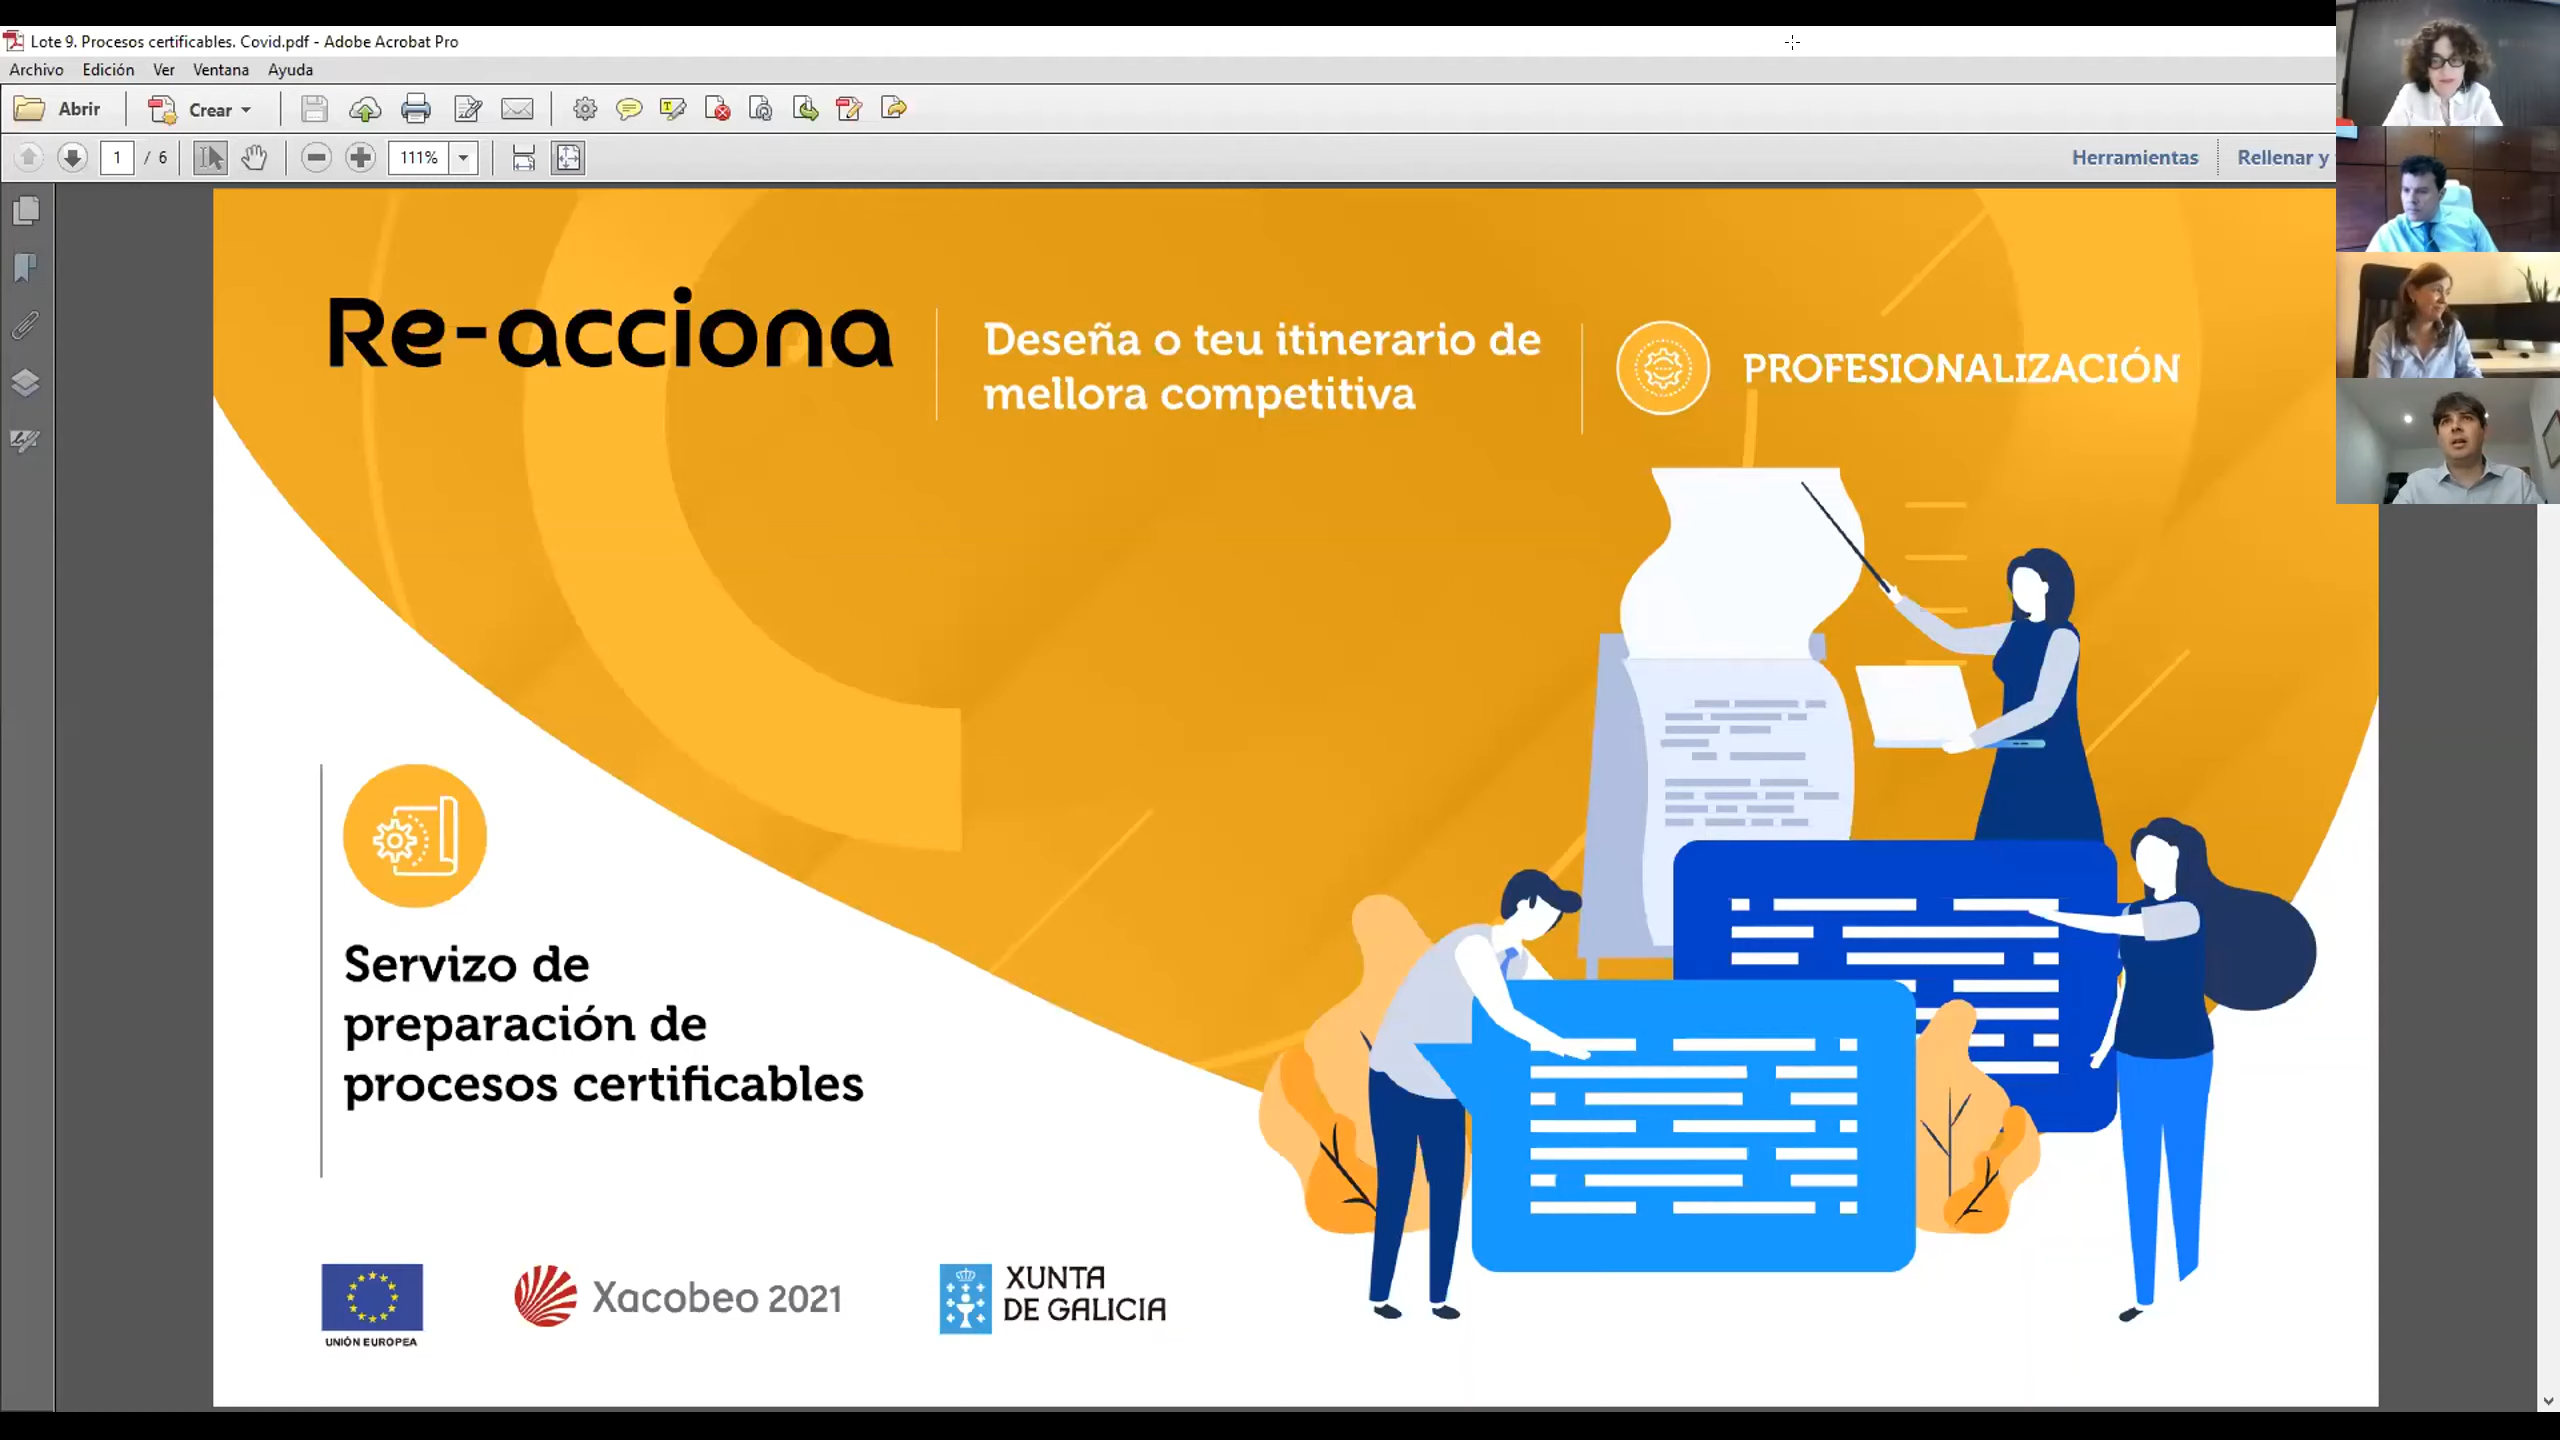 Lote 9. Procesos certificables. Covid.pdf - Adobe Acrobat Pro
Archivo Edición Ver Ventana Ayuda
Abrir Crear
1 / 6 111% Herramientas Rellenar y
Re-acciona
Deseña o teu itinerario de
mellora competitiva
PROFESIONALIZACIÓN
Servizo de
preparación de
procesos certificables
UNIÓN EUROPEA
Xacobeo 2021
XUNTA
DE GALICIA